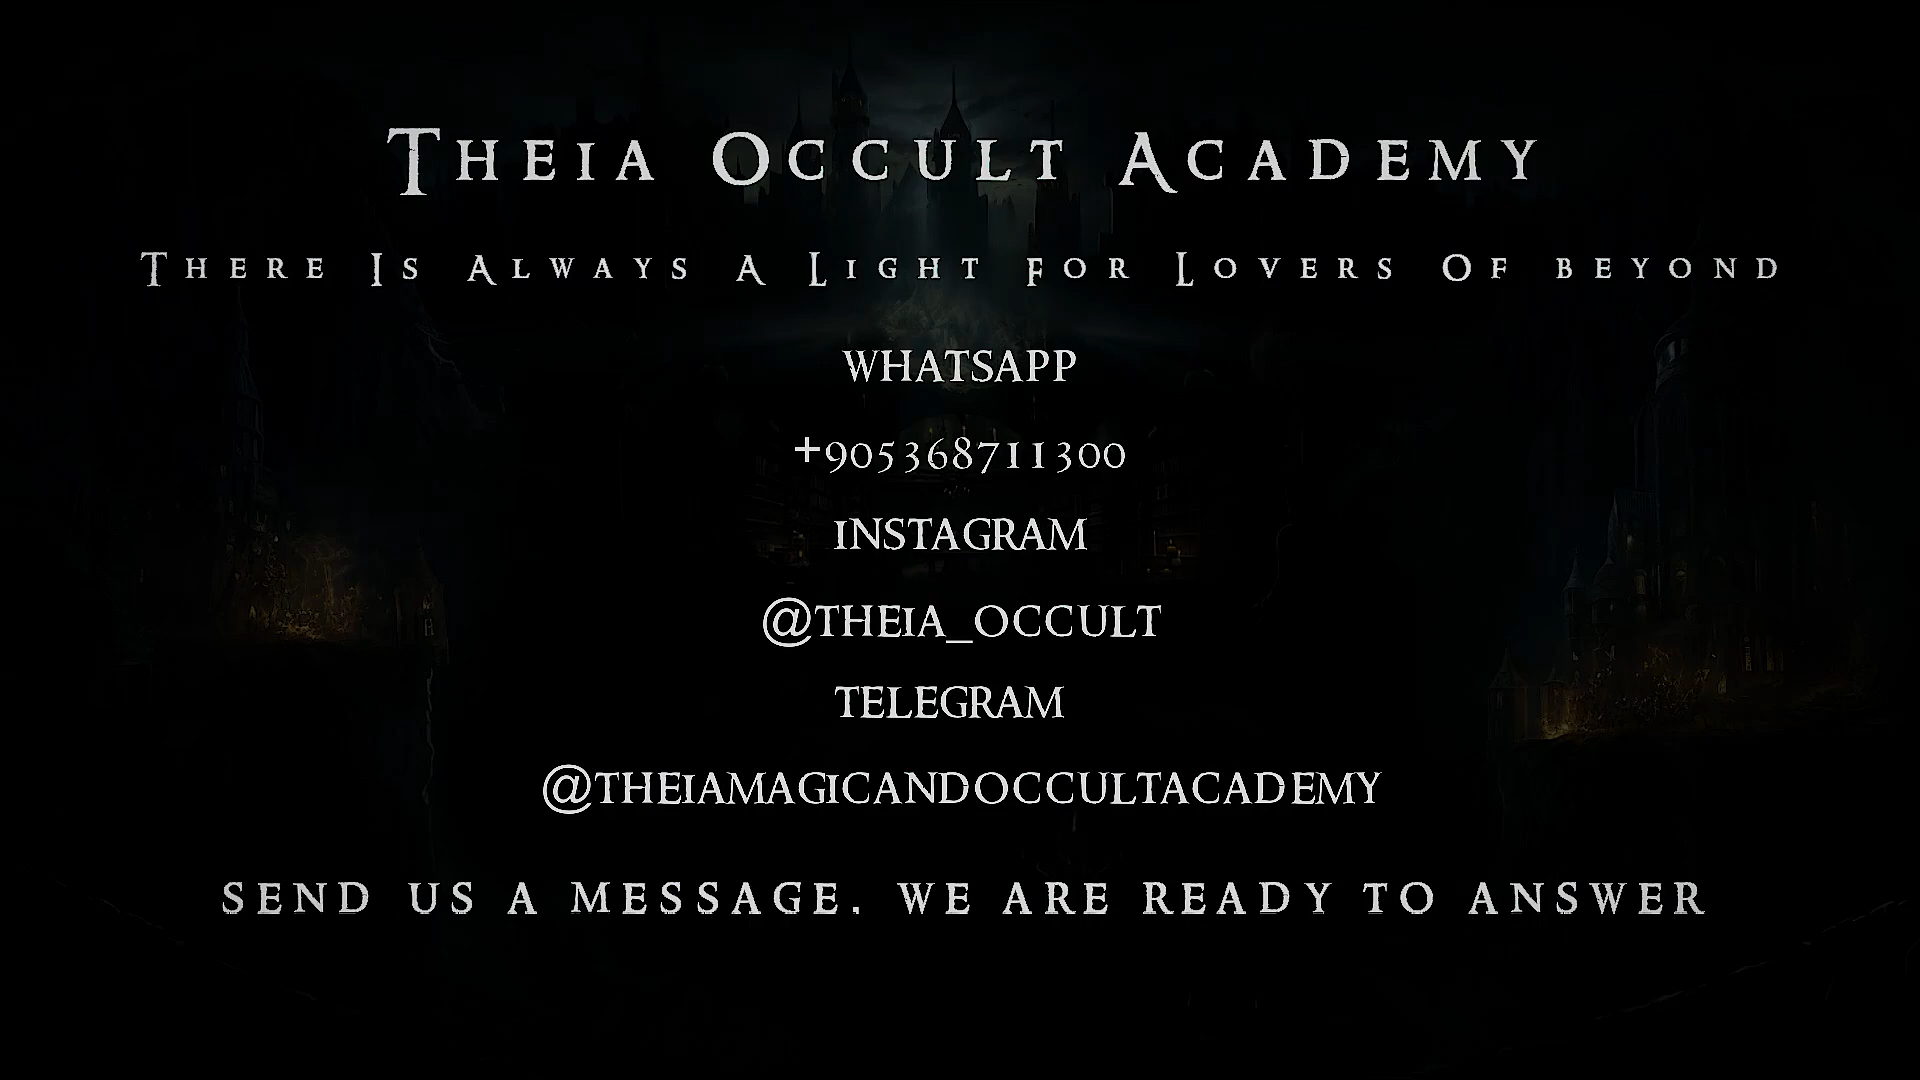 Theia Occult Academy
There Is Always A Light For Lovers Of beyond
WHATSAPP
+905368711300
INSTAGRAM
@THEIA_OCCULT
TELEGRAM
@THEIAMAGICANDOCCULTACADEMY
SEND US A MESSAGE. WE ARE READY TO ANSWER